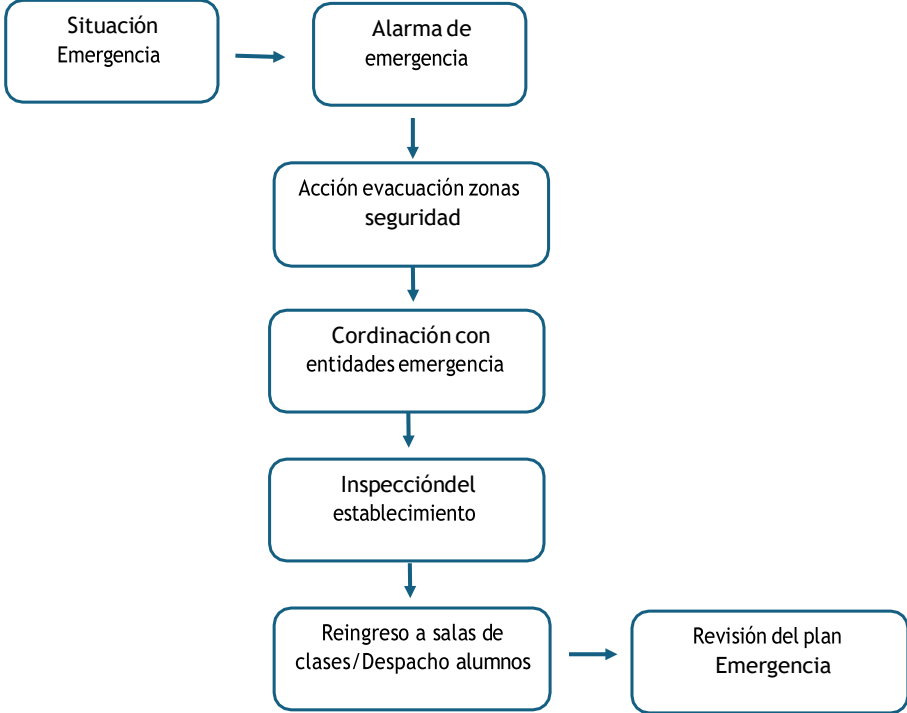 Situación
Emergencia
Alarma de
emergencia
Acción evacuación zonas
seguridad
Cordinación con
entidades emergencia
Inspeccióndel
establecimiento
Reingreso a salas de
clases/Despacho alumnos
Revisión del plan
Emergencia